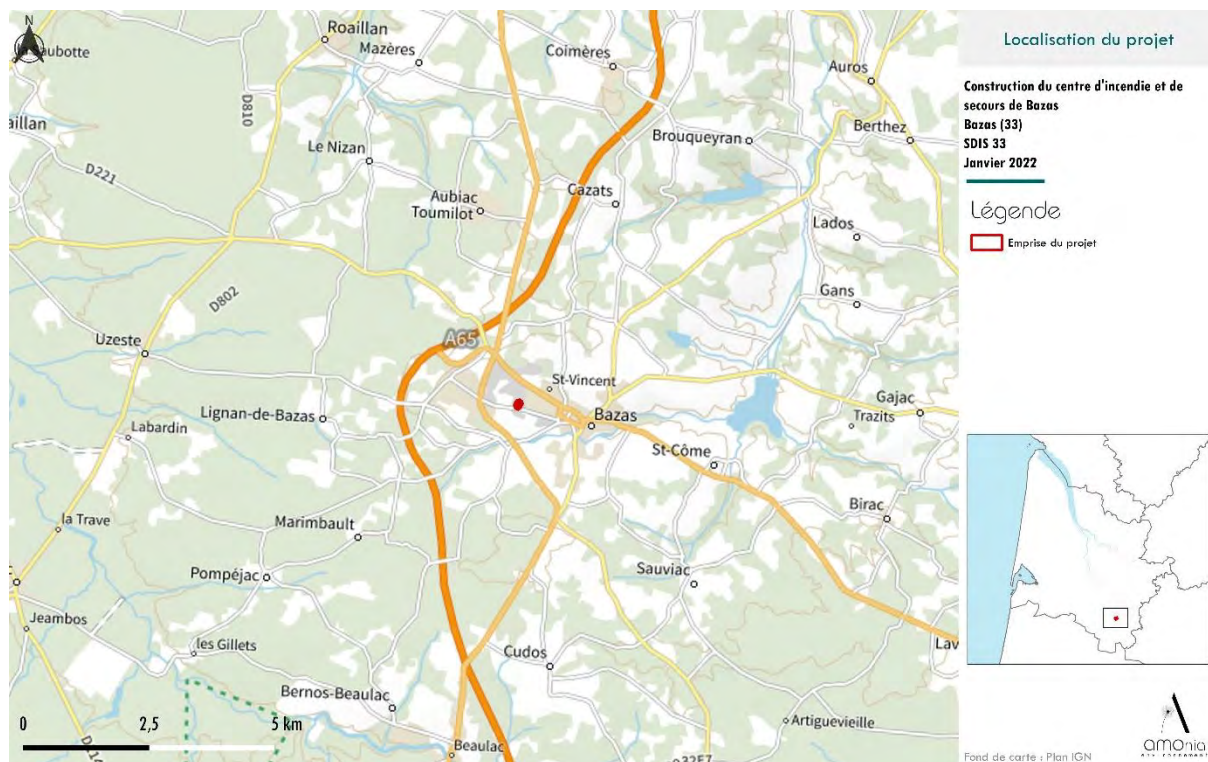 N
Roaillan
Mazères
Coimères
Auros
D810
Brouqueyran
Berthez
Le Nizan
D221
Aubiac
Toumilot
Cazats
Lados
D802
Gans
Uzeste
A65
St-Vincent
Lignan-de-Bazas
Bazas
Gajac
Trazits
Labardin
St-Côme
Birac
la Trave
Marimbault
Pompéjac
Sauviac
Jeambos
les Gillets
Cudos
Bernos-Beaulac
Artiguevieille
Beaulac
0 2,5 5 km
Localisation du projet
Construction du centre d'incendie et de
secours de Bazas
Bazas (33)
SDIS 33
Janvier 2022
Légende
Emprise du projet
amonia
Fond de carte : Plan IGN